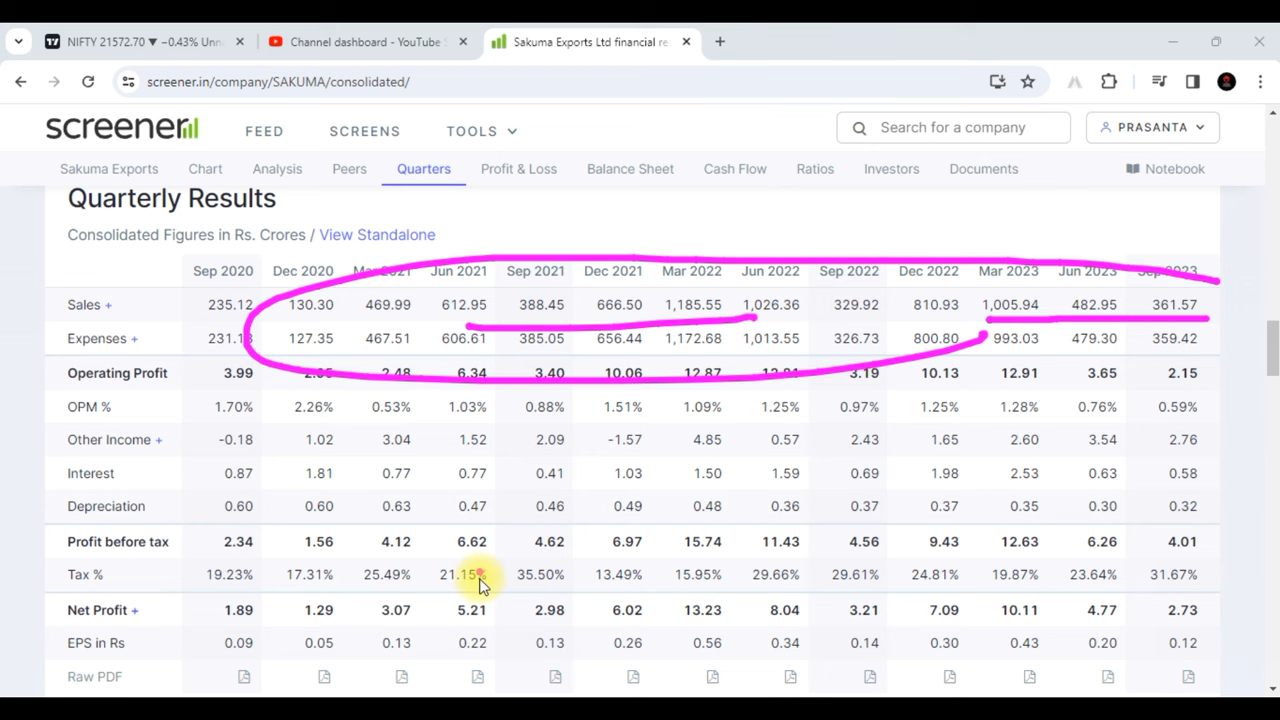 NIFTY 21572.70 ▼ −0.43% Unn
Channel dashboard - YouTube
Sakuma Exports Ltd financial re
screener.in/company/SAKUMA/consolidated/
screener
FEED SCREENS TOOLS
Search for a company
PRASANTA
Sakuma Exports Chart Analysis Peers Quarters Profit & Loss Balance Sheet Cash Flow Ratios Investors Documents Notebook
Quarterly Results
Consolidated Figures in Rs. Crores / View Standalone
Sep 2020 Dec 2020 Mar 2021 Jun 2021 Sep 2021 Dec 2021 Mar 2022 Jun 2022 Sep 2022 Dec 2022 Mar 2023 Jun 2023 Sep 2023
Sales + 235.12 130.30 469.99 612.95 388.45 666.50 1,185.55 1,026.36 329.92 810.93 1,005.94 482.95 361.57
Expenses + 231.13 127.35 467.51 606.61 385.05 656.44 1,172.68 1,013.55 326.73 800.80 993.03 479.30 359.42
Operating Profit 3.99 2.95 2.48 6.34 3.40 10.06 12.87 12.81 3.19 10.13 12.91 3.65 2.15
OPM % 1.70% 2.26% 0.53% 1.03% 0.88% 1.51% 1.09% 1.25% 0.97% 1.25% 1.28% 0.76% 0.59%
Other Income + -0.18 1.02 3.04 1.52 2.09 -1.57 4.85 0.57 2.43 1.65 2.60 3.54 2.76
Interest 0.87 1.81 0.77 0.77 0.41 1.03 1.50 1.59 0.69 1.98 2.53 0.63 0.58
Depreciation 0.60 0.60 0.63 0.47 0.46 0.49 0.48 0.36 0.37 0.37 0.35 0.30 0.32
Profit before tax 2.34 1.56 4.12 6.62 4.62 6.97 15.74 11.43 4.56 9.43 12.63 6.26 4.01
Tax % 19.23% 17.31% 25.49% 21.15% 35.50% 13.49% 15.95% 29.66% 29.61% 24.81% 19.87% 23.64% 31.67%
Net Profit + 1.89 1.29 3.07 5.21 2.98 6.02 13.23 8.04 3.21 7.09 10.11 4.77 2.73
EPS in Rs 0.09 0.05 0.13 0.22 0.13 0.26 0.56 0.34 0.14 0.30 0.43 0.20 0.12
Raw PDF